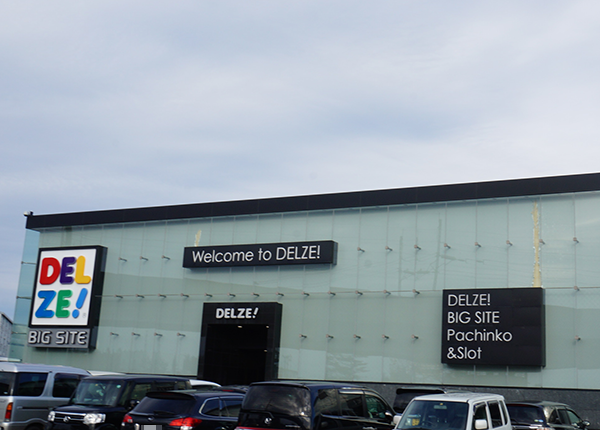 Welcome to DELZE!
DEL
ZE!
BIG SITE
DELZE!
DELZE!
BIG SITE
Pachinko
&Slot